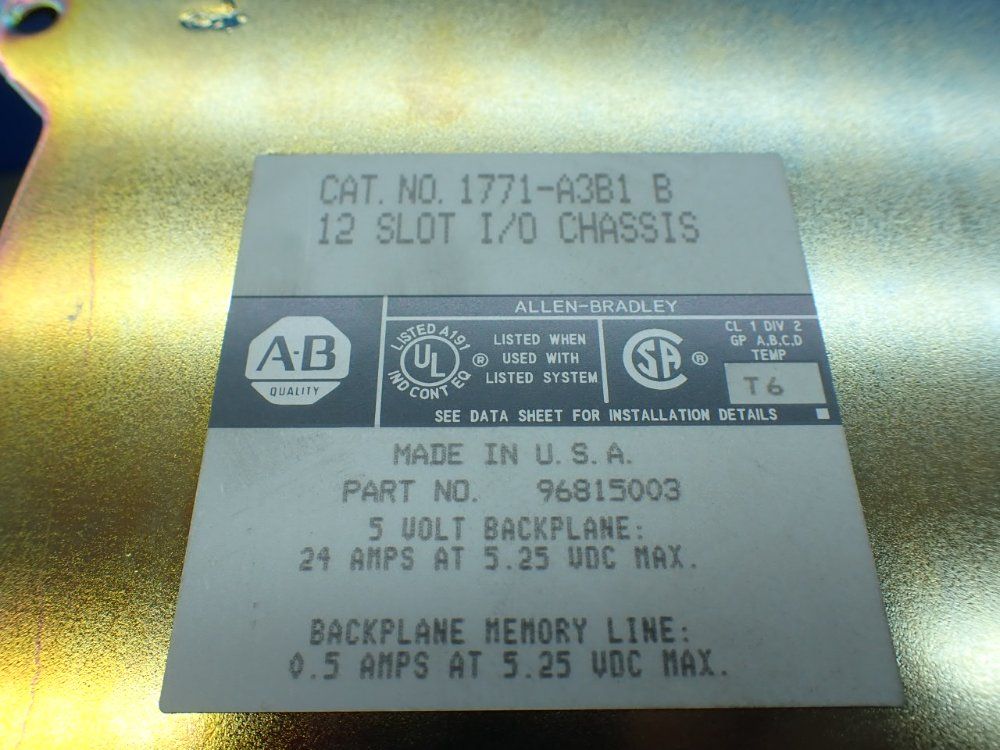 CAT. NO. 1771-A3B1 B
12 SLOT I/O CHASSIS
ALLEN-BRADLEY
A-B
QUALITY
LISTED A191
UL ®
IND CONT EQ
LISTED WHEN
USED WITH
LISTED SYSTEM
SA ®
CL 1 DIV 2
GP A,B,C,D
TEMP
T6
SEE DATA SHEET FOR INSTALLATION DETAILS
MADE IN U.S.A.
PART NO. 96815003
5 VOLT BACKPLANE:
24 AMPS AT 5.25 VDC MAX.
BACKPLANE MEMORY LINE:
0.5 AMPS AT 5.25 VDC MAX.